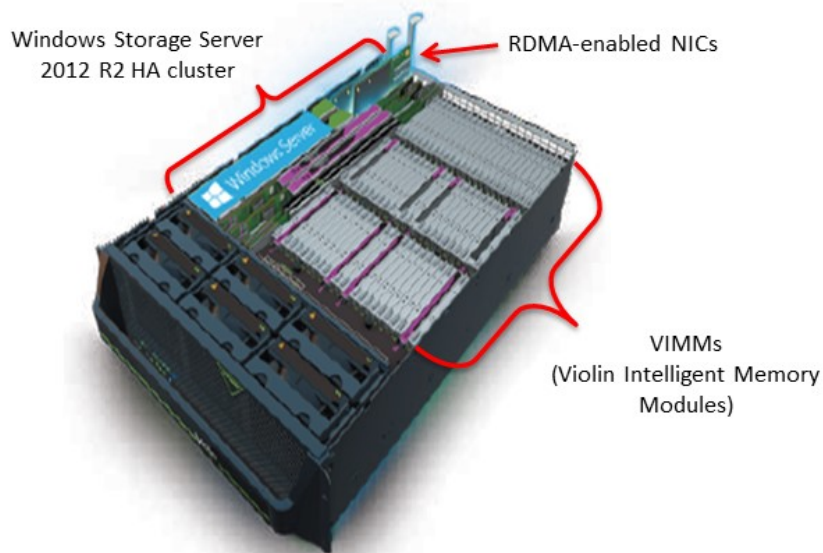 Windows Storage Server
2012 R2 HA cluster
RDMA-enabled NICs
Windows Server
VIMMs
(Violin Intelligent Memory
Modules)